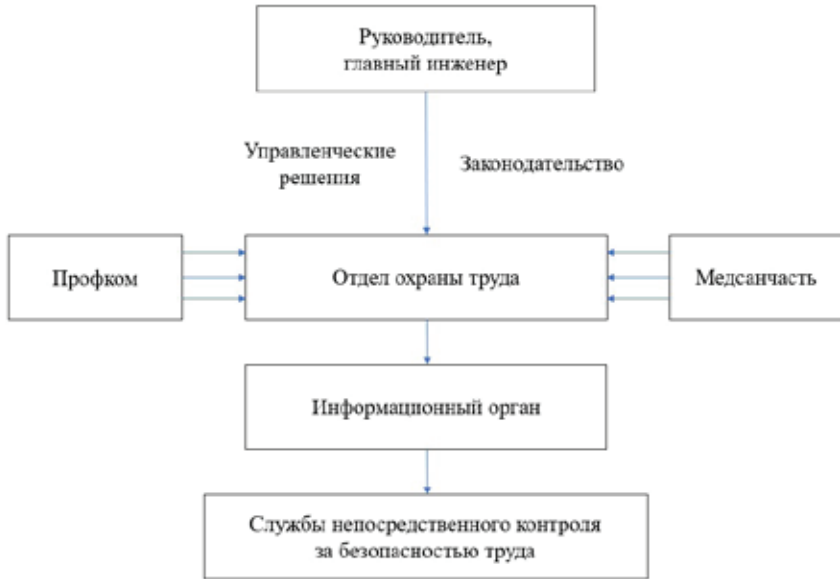 Руководитель,
главный инженер
Управленческие
решения
Законодательство
Профком
Отдел охраны труда
Медсанчасть
Информационный орган
Службы непосредственного контроля
за безопасностью труда